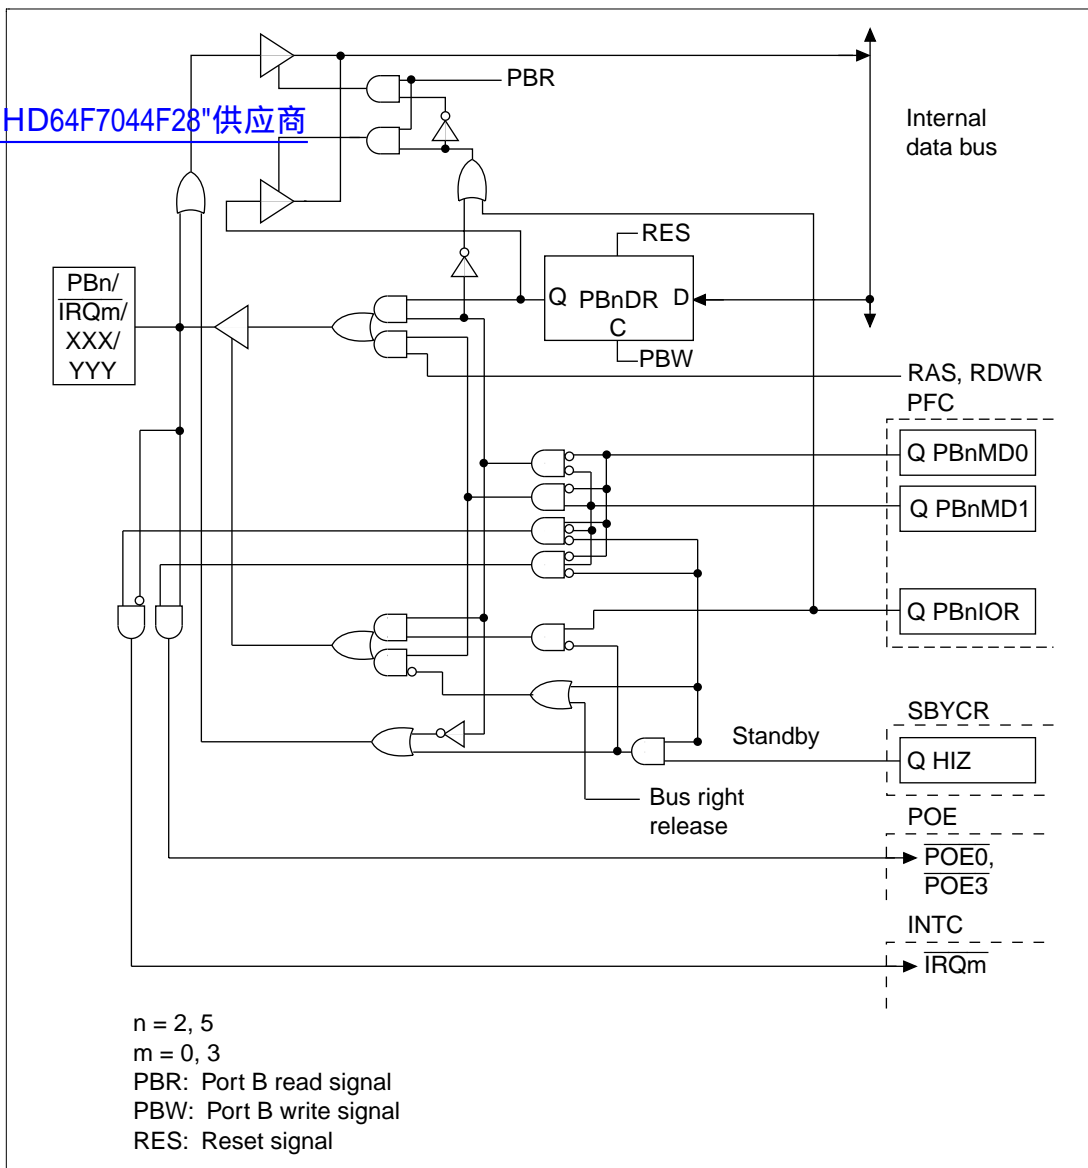 PBR
HD64F7044F28"供应商
Internal
data bus
RES
PBn/
IRQm/
XXX/
YYY
Q PBnDR D
C
PBW
RAS, RDWR
PFC
Q PBnMD0
Q PBnMD1
Q PBnIOR
SBYCR
Standby
Q HIZ
Bus right
release
POE
POE0,
POE3
INTC
IRQm
n = 2, 5
m = 0, 3
PBR: Port B read signal
PBW: Port B write signal
RES: Reset signal